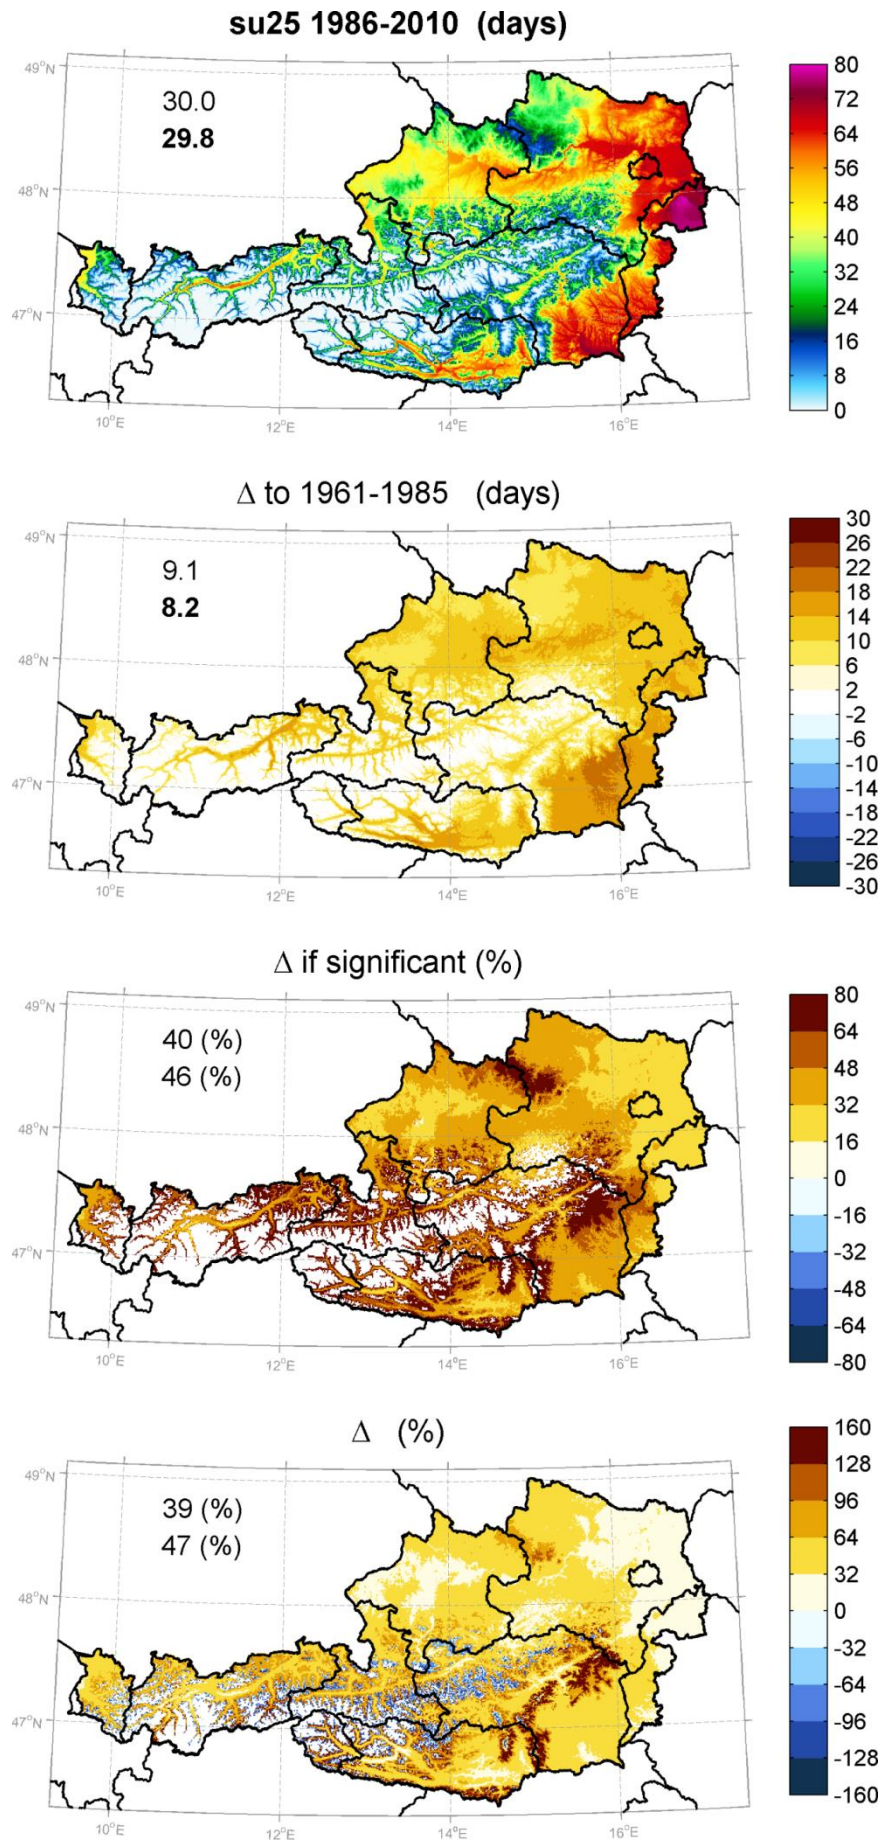 su25 1986-2010 (days)
49°N
30.0
29.8
48°N
47°N
10°E
12°E
14°E
16°E
80
72
64
56
48
40
32
24
16
8
0
Δ to 1961-1985 (days)
49°N
9.1
8.2
48°N
47°N
10°E
12°E
14°E
16°E
30
26
22
18
14
10
6
2
-2
-6
-10
-14
-18
-22
-26
-30
Δ if significant (%)
49°N
40 (%)
46 (%)
48°N
47°N
10°E
12°E
14°E
16°E
80
64
48
32
16
0
-16
-32
-48
-64
-80
Δ (%)
49°N
39 (%)
47 (%)
48°N
47°N
10°E
12°E
14°E
16°E
160
128
96
64
32
0
-32
-64
-96
-128
-160